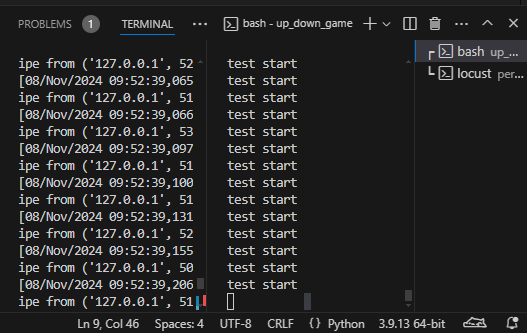 PROBLEMS 1 TERMINAL ··· bash - up_down_game
bash up_...
locust per...
ipe from ('127.0.0.1', 52
[08/Nov/2024 09:52:39,065
ipe from ('127.0.0.1', 51
[08/Nov/2024 09:52:39,066
ipe from ('127.0.0.1', 53
[08/Nov/2024 09:52:39,097
ipe from ('127.0.0.1', 51
[08/Nov/2024 09:52:39,100
ipe from ('127.0.0.1', 51
[08/Nov/2024 09:52:39,131
ipe from ('127.0.0.1', 52
[08/Nov/2024 09:52:39,155
ipe from ('127.0.0.1', 50
[08/Nov/2024 09:52:39,206
ipe from ('127.0.0.1', 51
test start
test start
test start
test start
test start
test start
test start
test start
test start
test start
test start
test start
test start
test start
Ln 9, Col 46 Spaces: 4 UTF-8 CRLF {} Python 3.9.13 64-bit